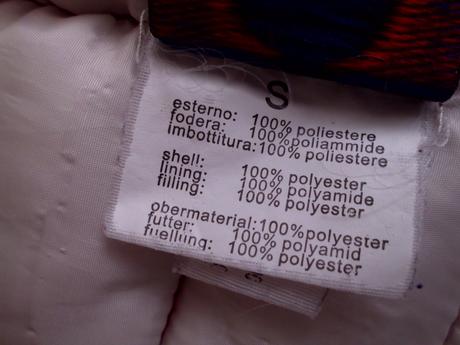 S
esterno: 100% poliestere
fodera: 100% poliammide
imbottitura: 100% poliestere
shell: 100% polyester
lining: 100% polyamide
filling: 100% polyester
obermaterial: 100% polyester
futter: 100% polyamid
fuellung: 100% polyester